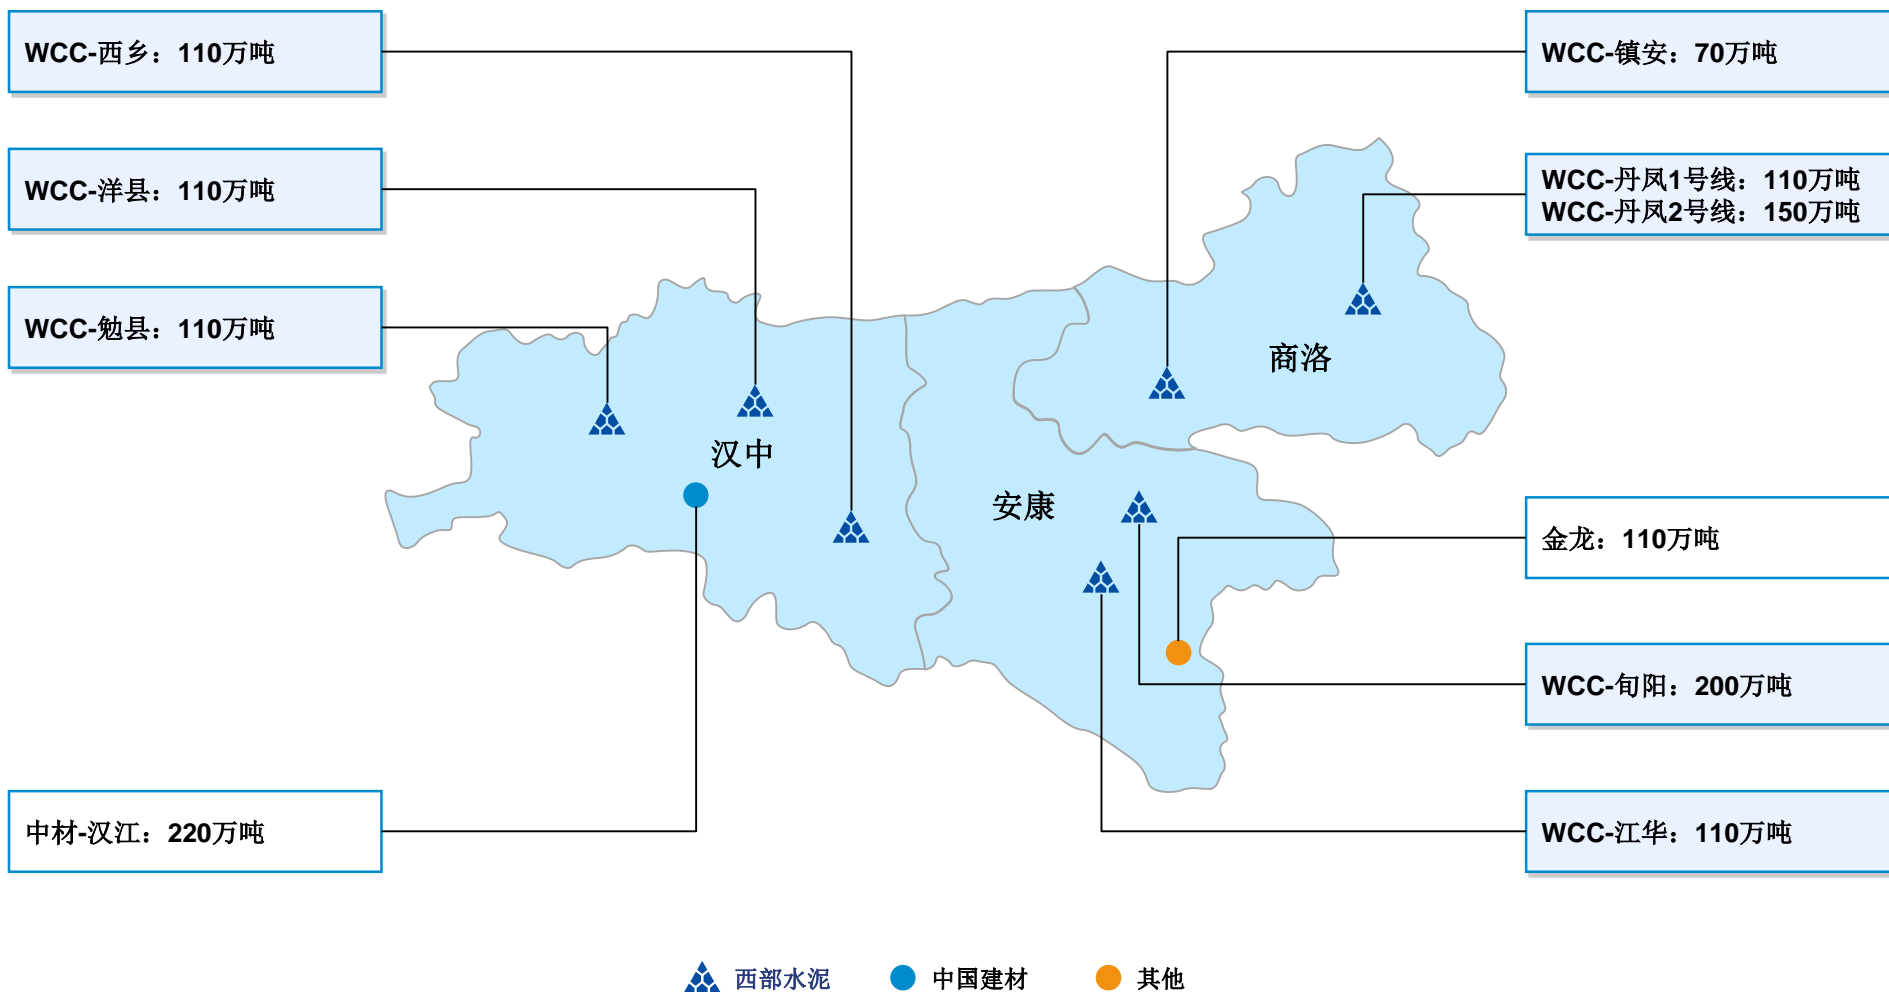 WCC-西乡：110万吨
WCC-镇安：70万吨
WCC-洋县：110万吨
WCC-丹凤1号线：110万吨
WCC-丹凤2号线：150万吨
WCC-勉县：110万吨
商洛
汉中
安康
金龙：110万吨
WCC-旬阳：200万吨
中材-汉江：220万吨
WCC-江华：110万吨
西部水泥
中国建材
其他